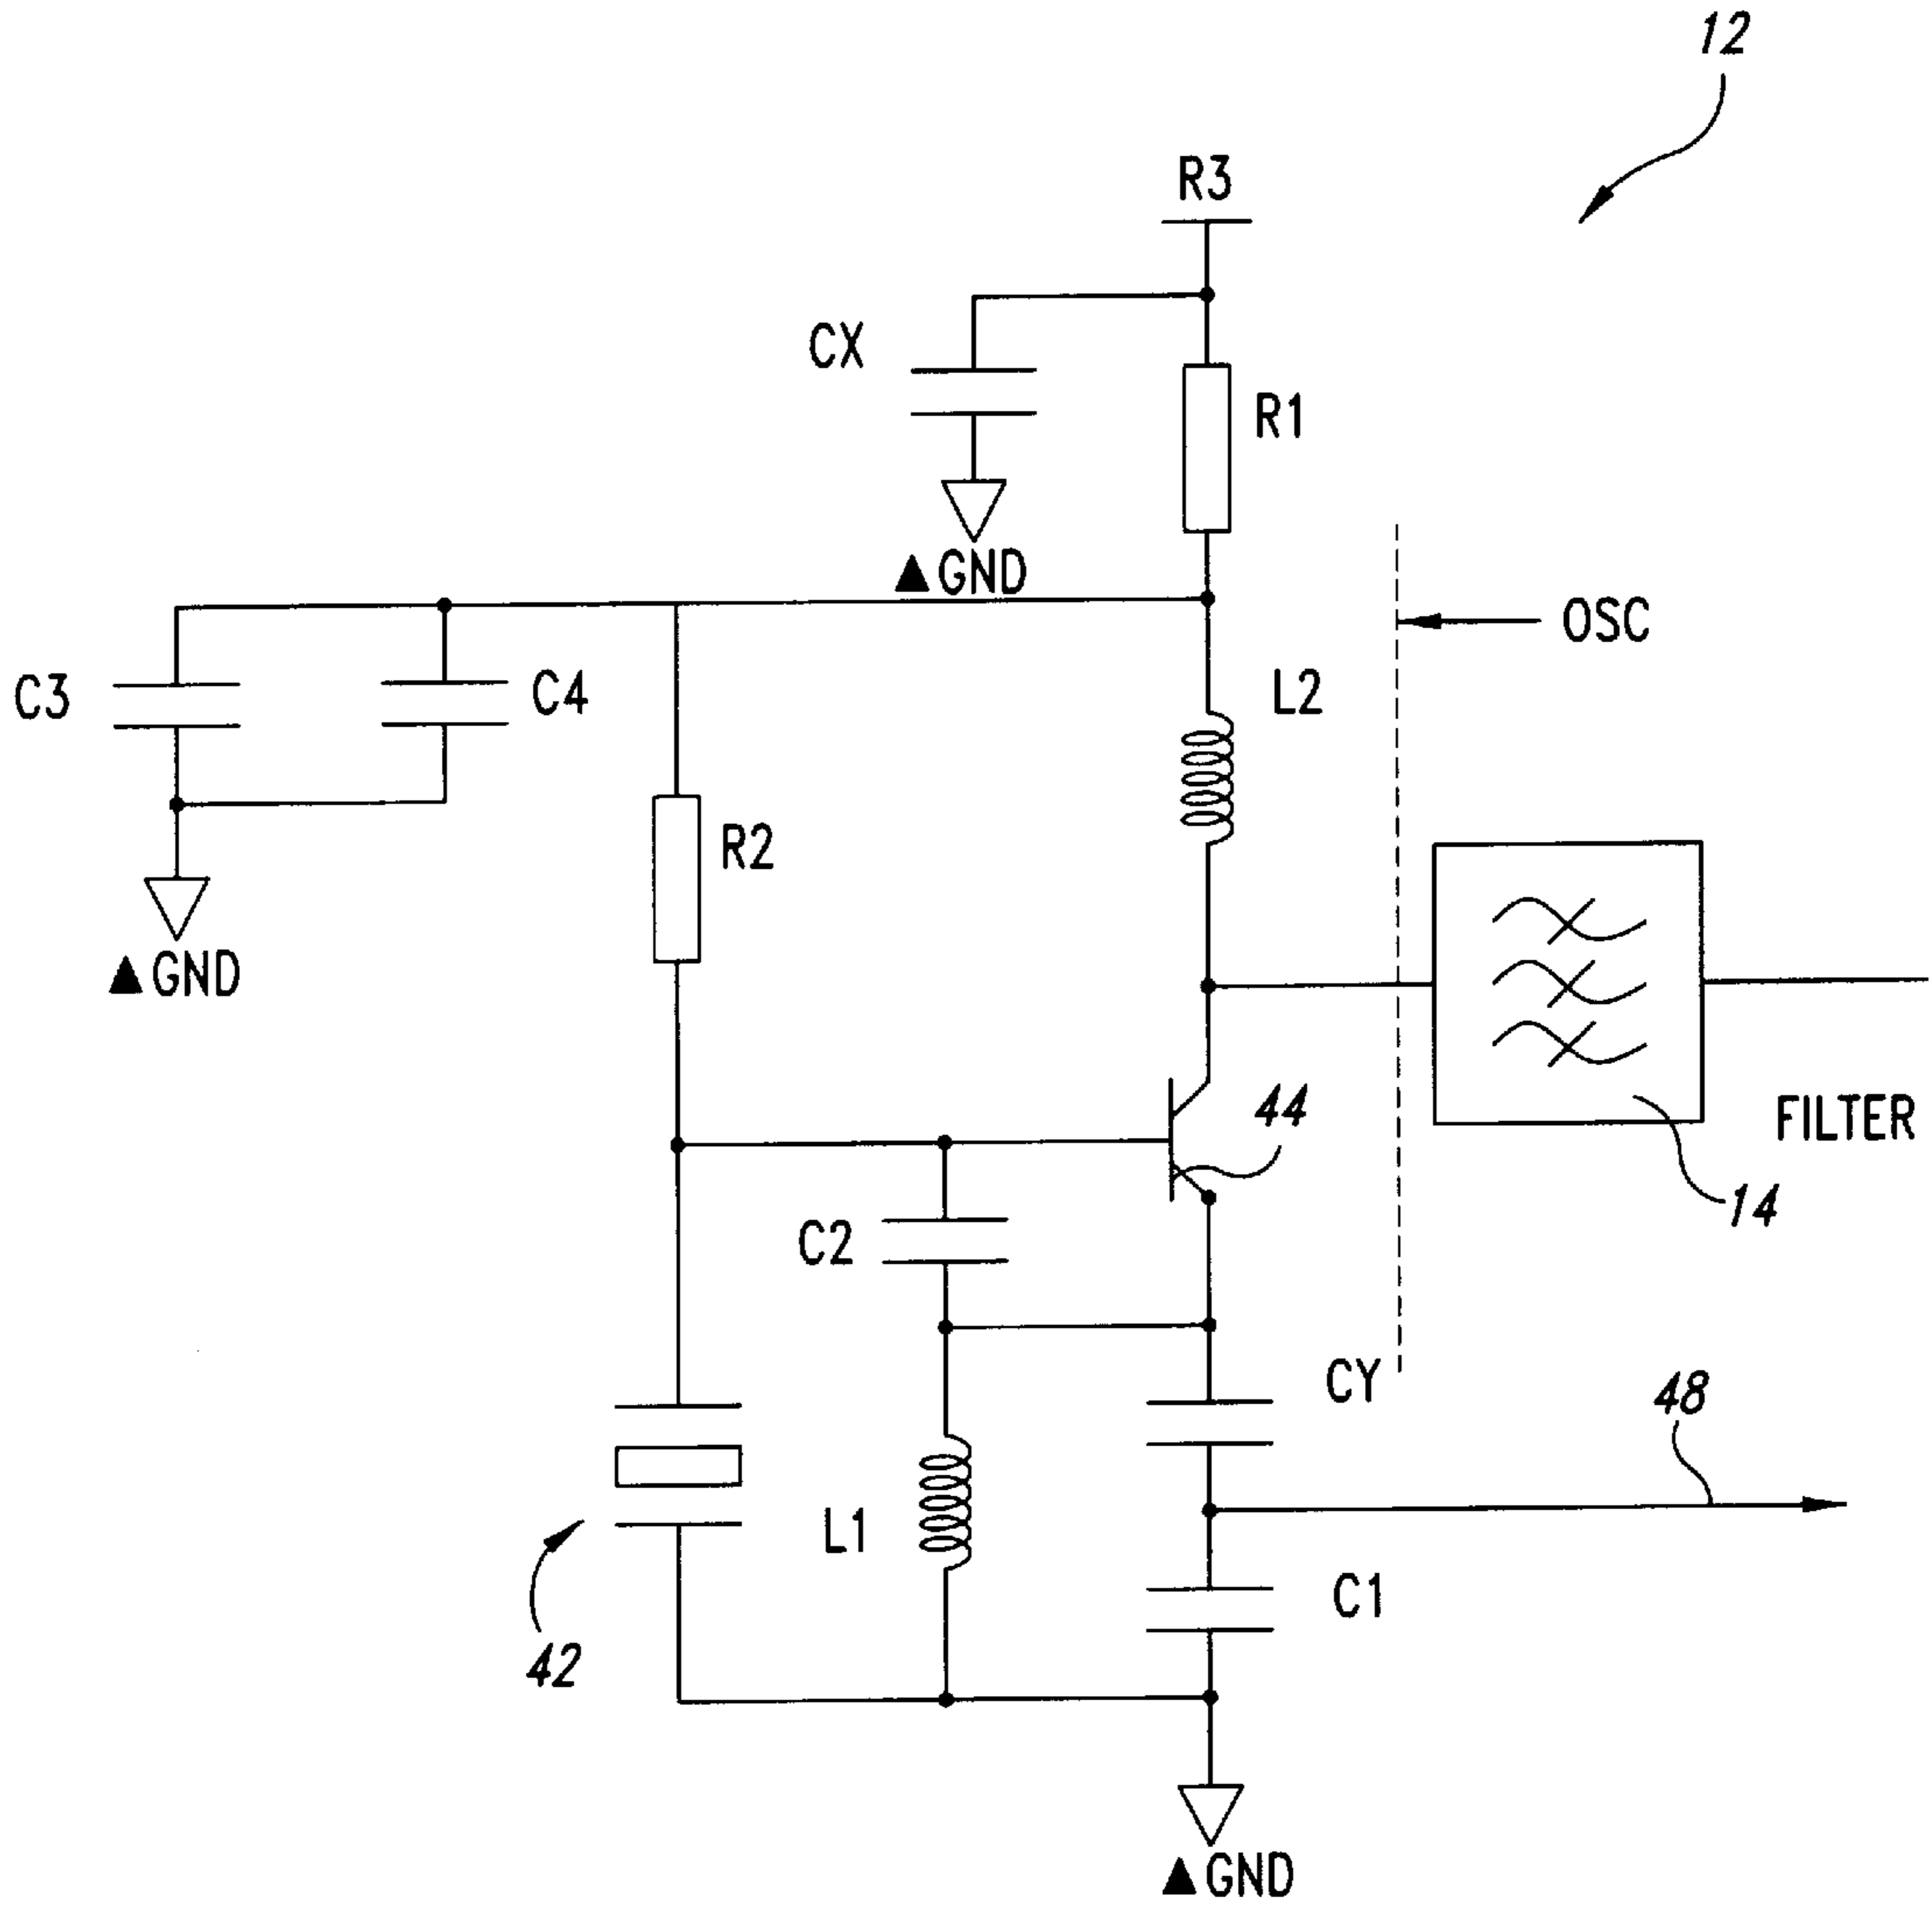 12
R3
CX
R1
▲GND
OSC
C3
C4
L2
R2
▲GND
44
FILTER
14
C2
CY
48
L1
C1
42
▲GND